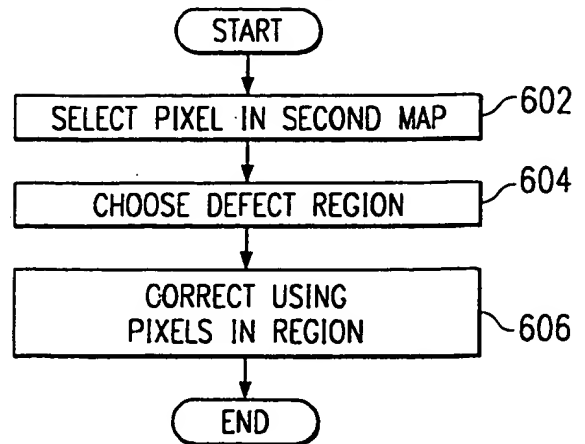 START
SELECT PIXEL IN SECOND MAP
602
CHOOSE DEFECT REGION
604
CORRECT USING
PIXELS IN REGION
606
END